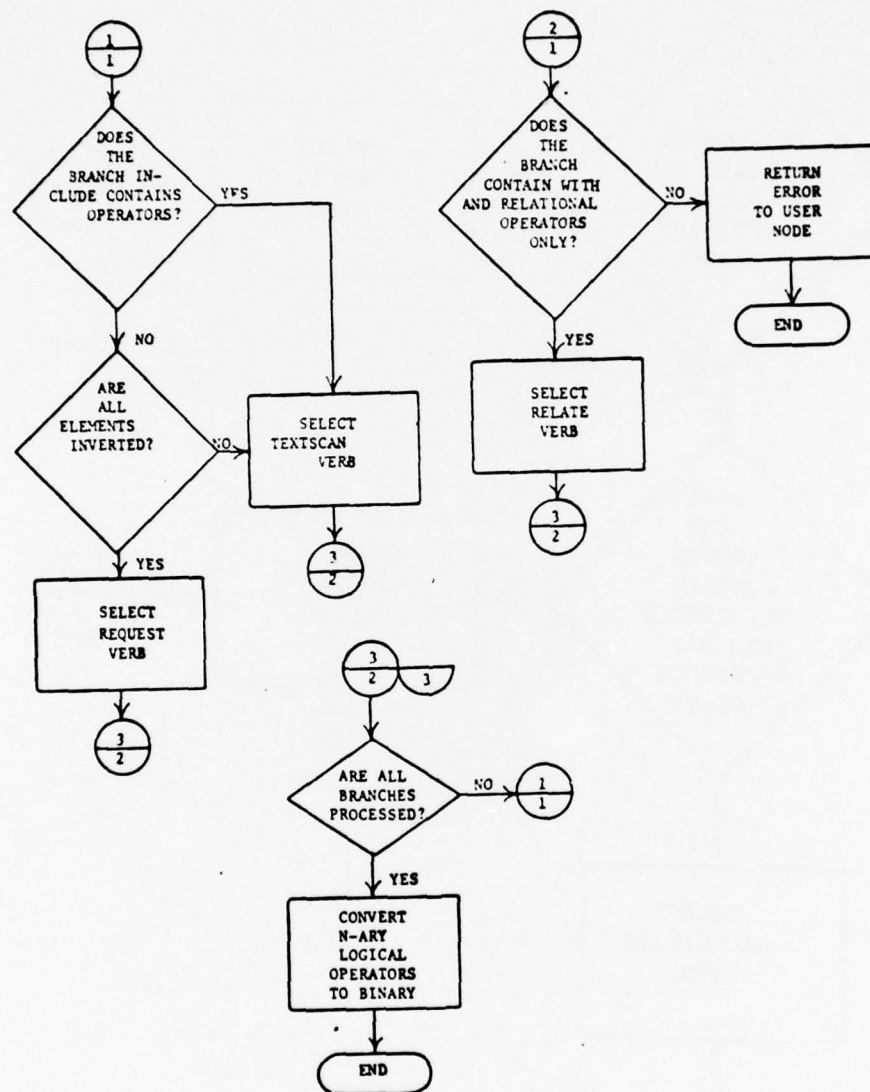 1
1
DOES
THE
BRANCH IN-
CLUDE CONTAINS
OPERATORS?
YES
NO
ARE
ALL
ELEMENTS
INVERTED?
NO
SELECT
TEXTSCAN
VERB
3
2
YES
SELECT
REQUEST
VERB
3
2
2
1
DOES
THE
BRANCH
CONTAIN WITH
AND RELATIONAL
OPERATORS
ONLY?
NO
RETURN
ERROR
TO USER
NODE
END
YES
SELECT
RELATE
VERB
3
2
3
2
3
ARE ALL
BRANCHES
PROCESSED?
NO
1
1
YES
CONVERT
N-ARY
LOGICAL
OPERATORS
TO BINARY
END